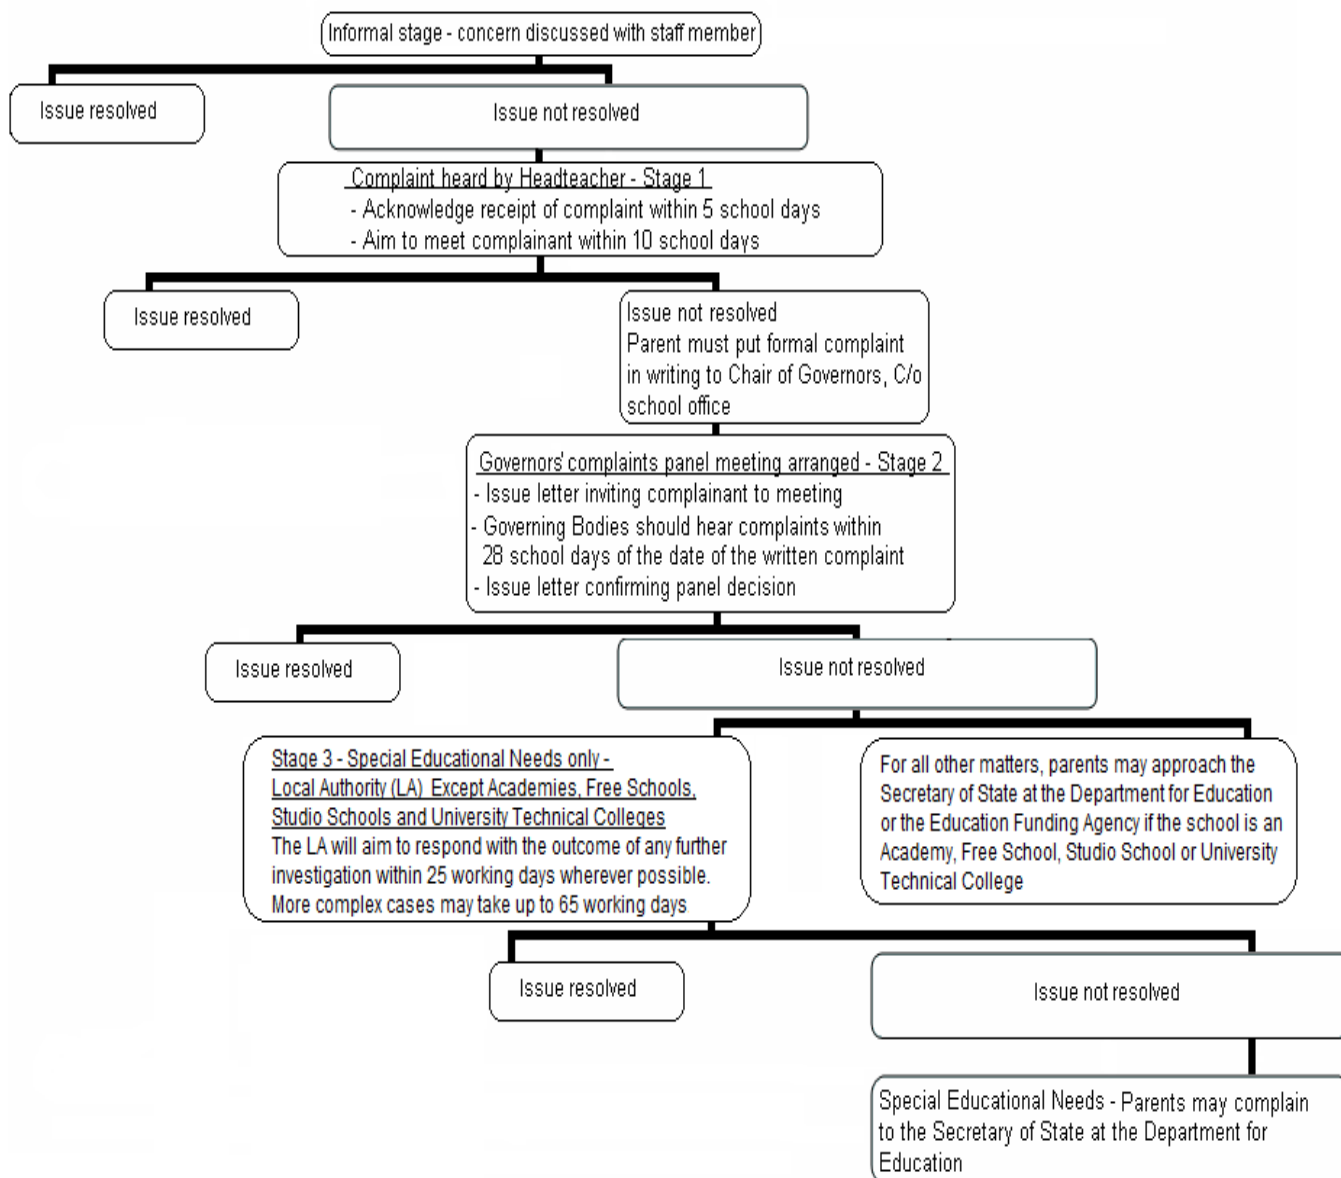 Informal stage - concern discussed with staff member
Issue resolved
Issue not resolved
Complaint heard by Headteacher - Stage 1
- Acknowledge receipt of complaint within 5 school days
- Aim to meet complainant within 10 school days
Issue resolved
Issue not resolved
Parent must put formal complaint
in writing to Chair of Governors, C/o
school office
Governors' complaints panel meeting arranged - Stage 2
- Issue letter inviting complainant to meeting
- Governing Bodies should hear complaints within
28 school days of the date of the written complaint
- Issue letter confirming panel decision
Issue resolved
Issue not resolved
Stage 3 - Special Educational Needs only -
Local Authority (LA) Except Academies, Free Schools,
Studio Schools and University Technical Colleges
The LA will aim to respond with the outcome of any further
investigation within 25 working days wherever possible.
More complex cases may take up to 65 working days
For all other matters, parents may approach the
Secretary of State at the Department for Education
or the Education Funding Agency if the school is an
Academy, Free School, Studio School or University
Technical College
Issue resolved
Issue not resolved
Special Educational Needs - Parents may complain
to the Secretary of State at the Department for
Education